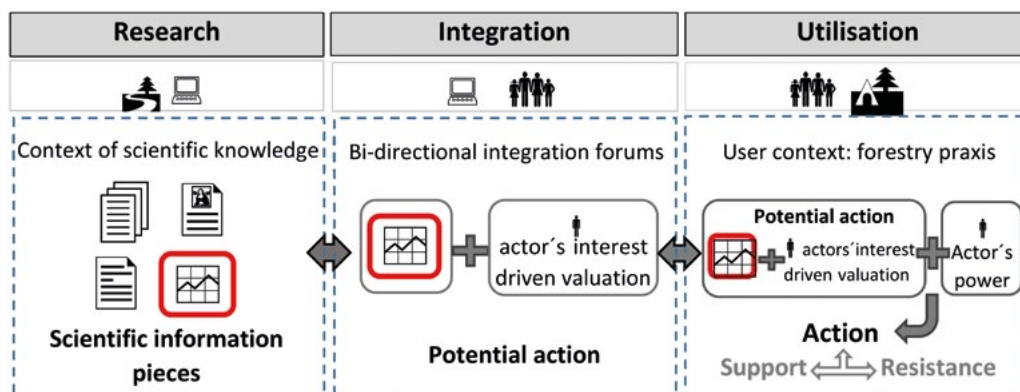 Research
Integration
Utilisation
Context of scientific knowledge
Scientific information
pieces
Bi-directional integration forums
actor´s interest
driven valuation
Potential action
User context: forestry praxis
Potential action
actors´interest
driven valuation
Actor´s
power
Action
Support
Resistance